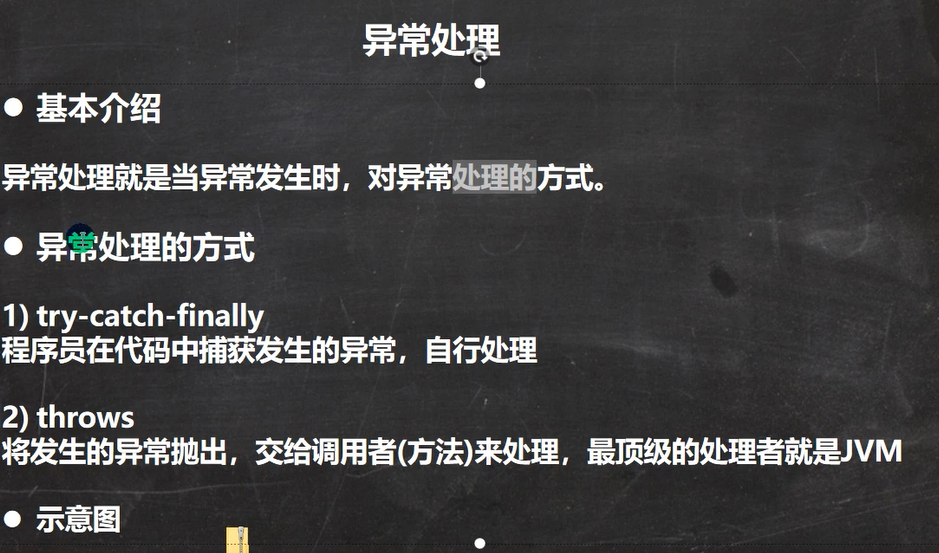 异常处理
● 基本介绍
异常处理就是当异常发生时，对异常处理的方式。
● 异常处理的方式
1) try-catch-finally
程序员在代码中捕获发生的异常，自行处理
2) throws
将发生的异常抛出，交给调用者(方法)来处理，最顶级的处理者就是JVM
● 示意图